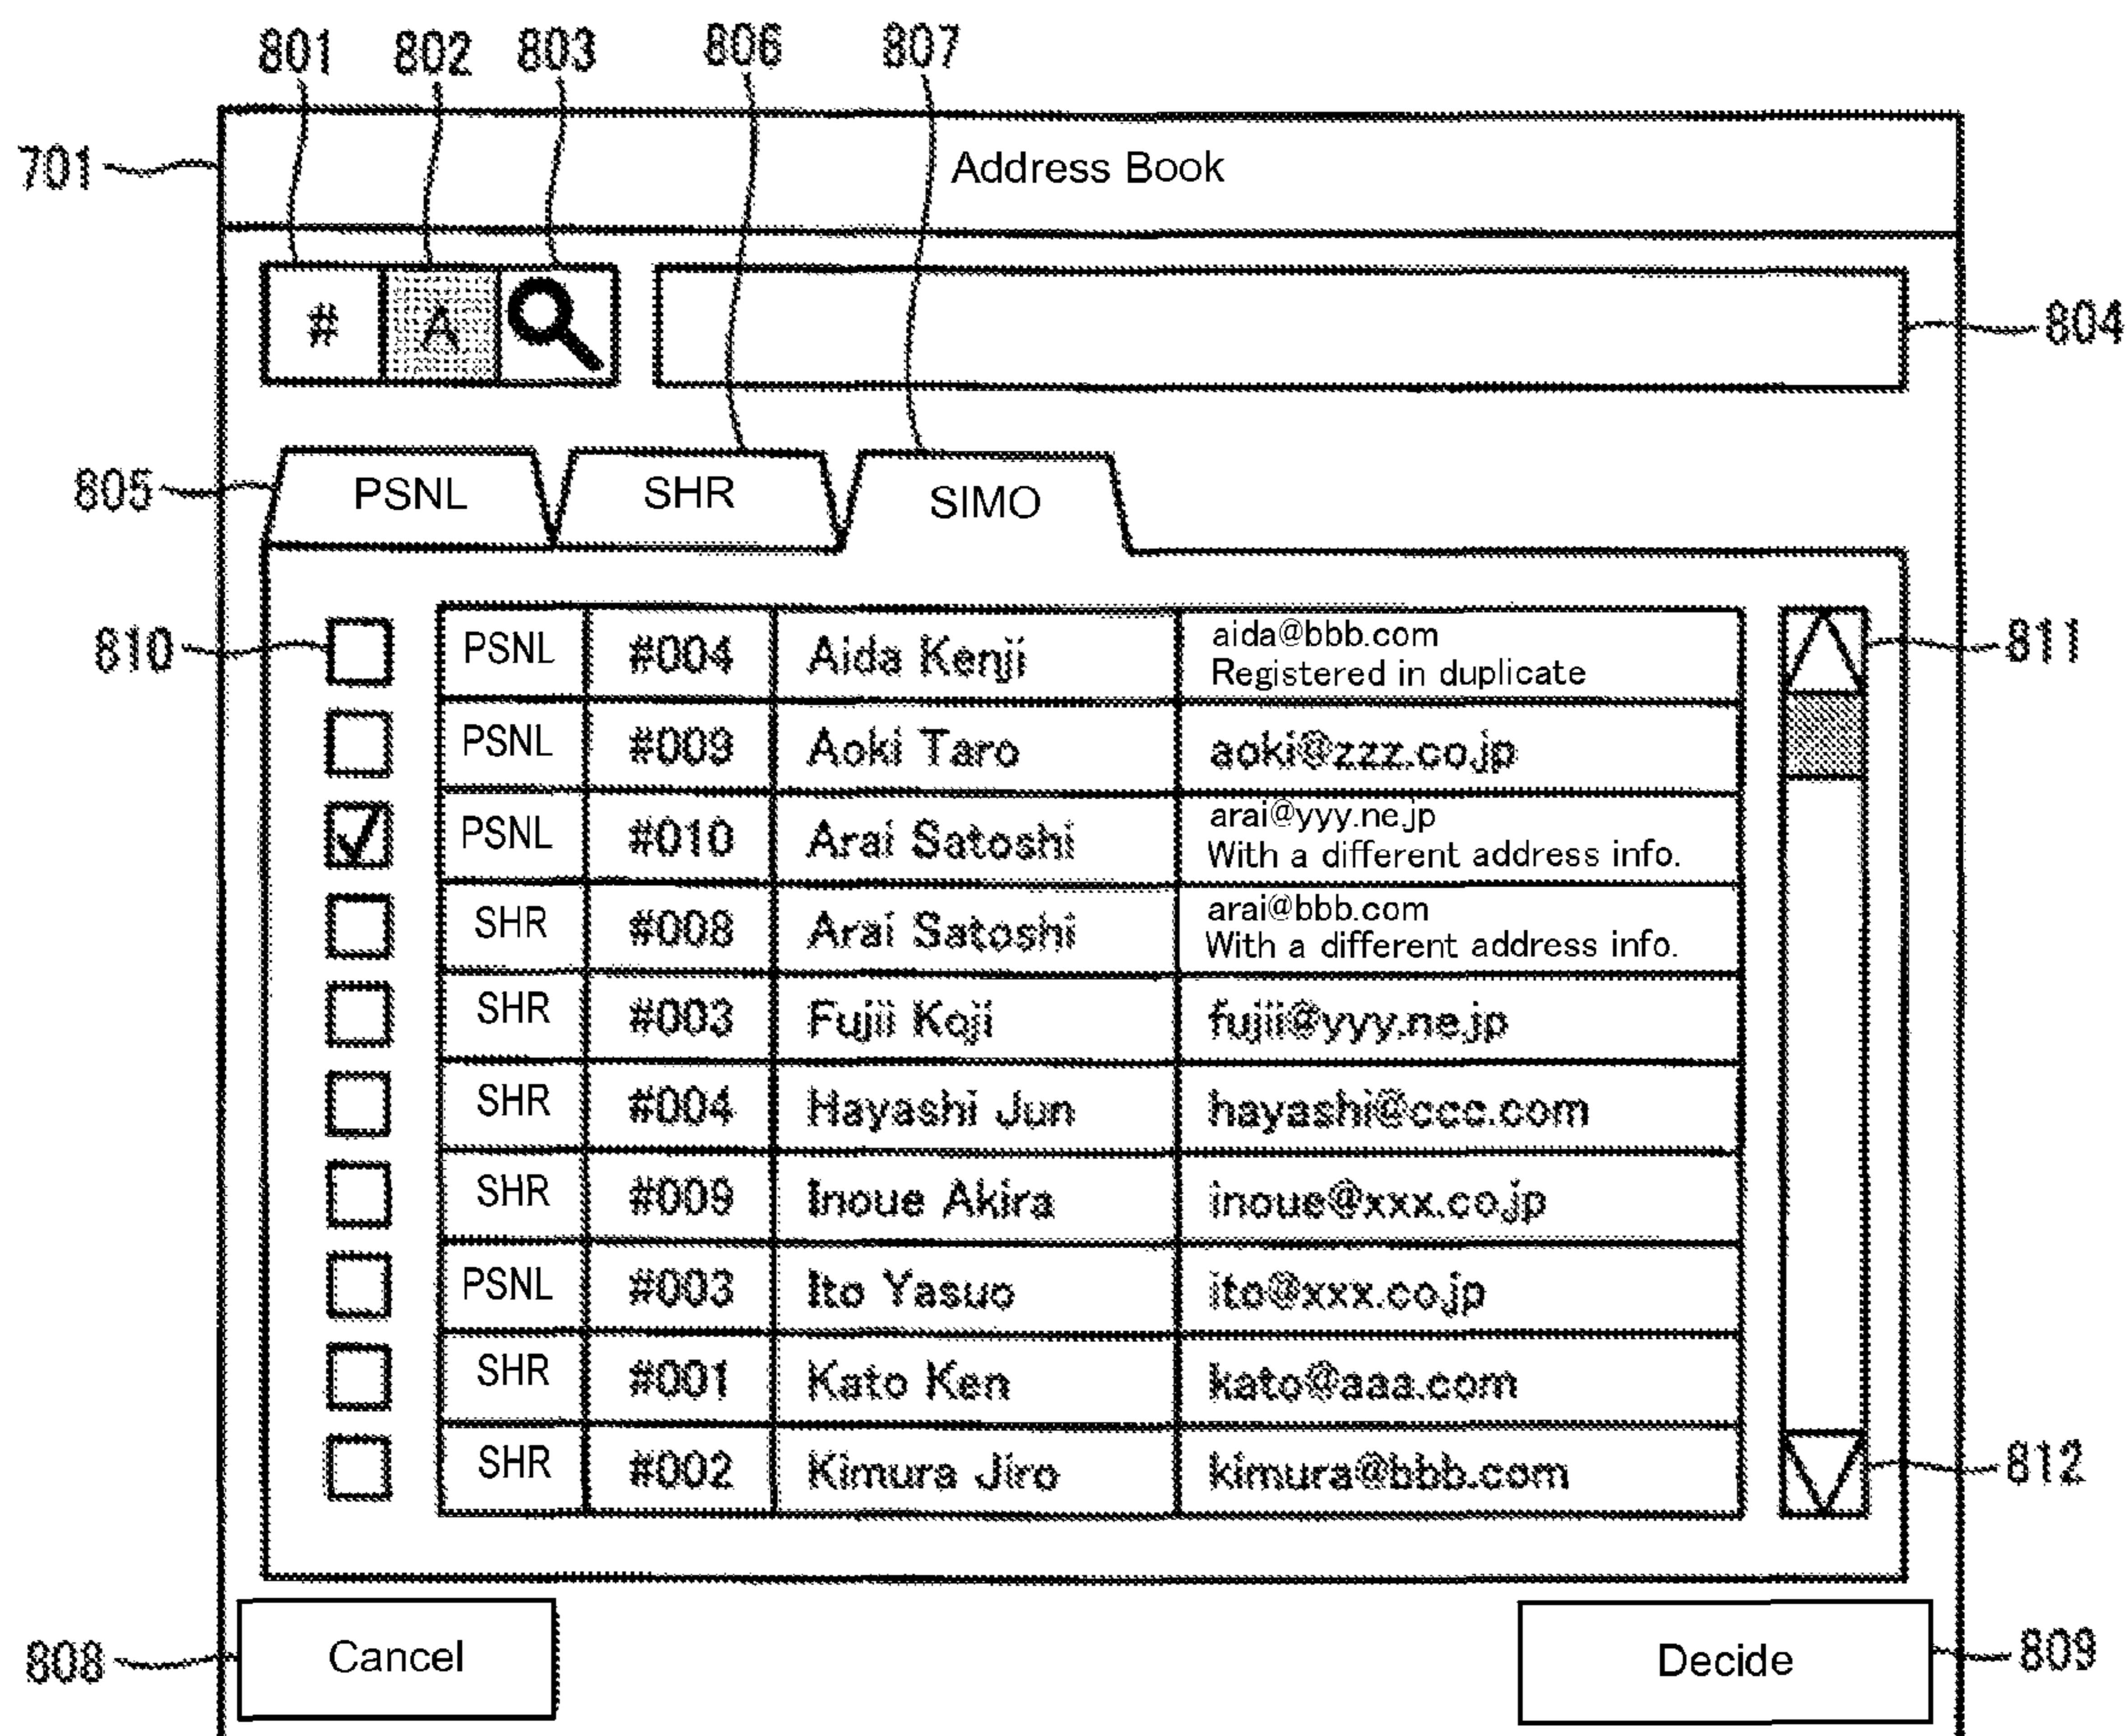 801 802 803 806 807
701 Address Book
# A
804
805 PSNL SHR SIMO
810 PSNL #004 Aida Kenji aida@bbb.com
Registered in duplicate
811
PSNL #009 Aoki Taro aoki@zzz.co.jp
PSNL #010 Arai Satoshi arai@yyy.ne.jp
With a different address info.
SHR #008 Arai Satoshi arai@bbb.com
With a different address info.
SHR #003 Fujii Koji fujii@yyy.ne.jp
SHR #004 Hayashi Jun hayashi@ccc.com
SHR #009 Inoue Akira inoue@xxx.co.jp
PSNL #003 Ito Yasuo ito@xxx.co.jp
SHR #001 Kato Ken kato@aaa.com
SHR #002 Kimura Jiro kimura@bbb.com
812
808 Cancel Decide 809